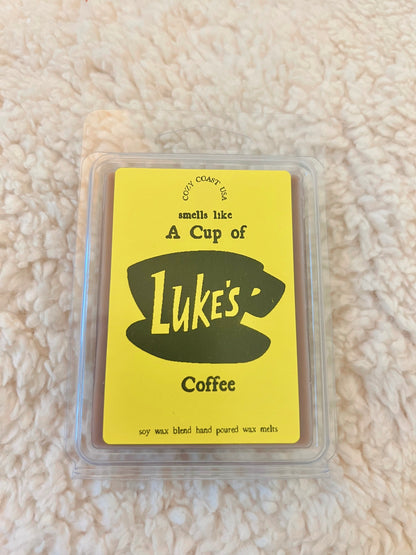 COZY COAST USA
smells like
A Cup of
LUKE'S
Coffee
soy wax blend hand poured wax melts